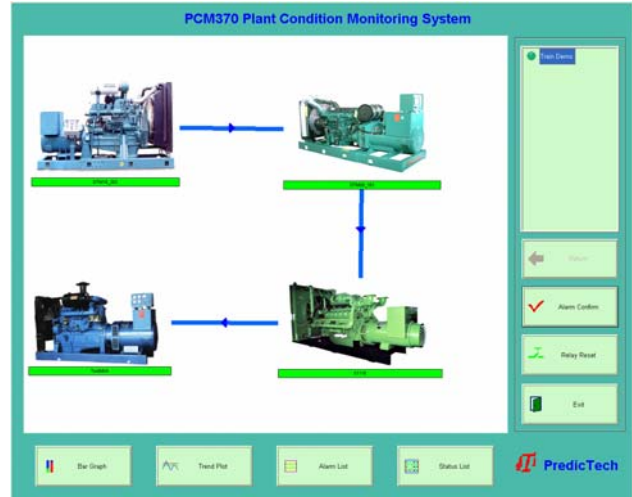 PCM370 Plant Condition Monitoring System
Train Demo
Return
Alarm Confirm
Relay Reset
Exit
Bar Graph
Trend Plot
Alarm List
Status List
PredicTech